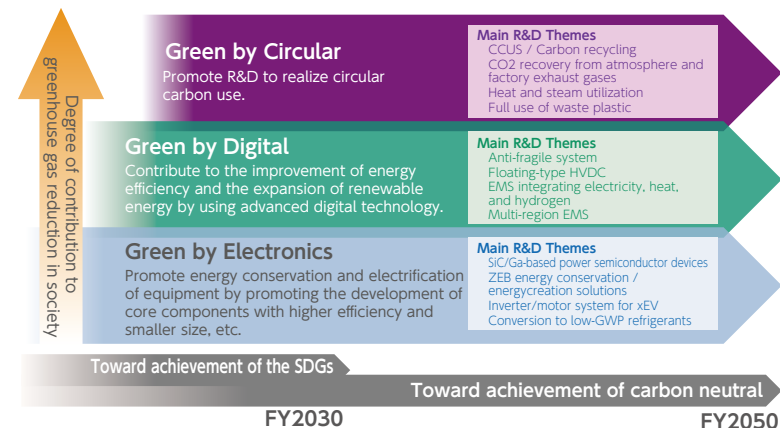 Degree of contribution to
greenhouse gas reduction in society
Green by Circular
Promote R&D to realize circular
carbon use.
Main R&D Themes
CCUS / Carbon recycling
CO2 recovery from atmosphere and
factory exhaust gases
Heat and steam utilization
Full use of waste plastic
Green by Digital
Contribute to the improvement of energy
efficiency and the expansion of renewable
energy by using advanced digital technology.
Main R&D Themes
Anti-fragile system
Floating-type HVDC
EMS integrating electricity, heat,
and hydrogen
Multi-region EMS
Green by Electronics
Promote energy conservation and electrification
of equipment by promoting the development of
core components with higher efficiency and
smaller size, etc.
Main R&D Themes
SiC/Ga-based power semiconductor devices
ZEB energy conservation /
energycreation solutions
Inverter/motor system for xEV
Conversion to low-GWP refrigerants
Toward achievement of the SDGs
Toward achievement of carbon neutral
FY2030
FY2050